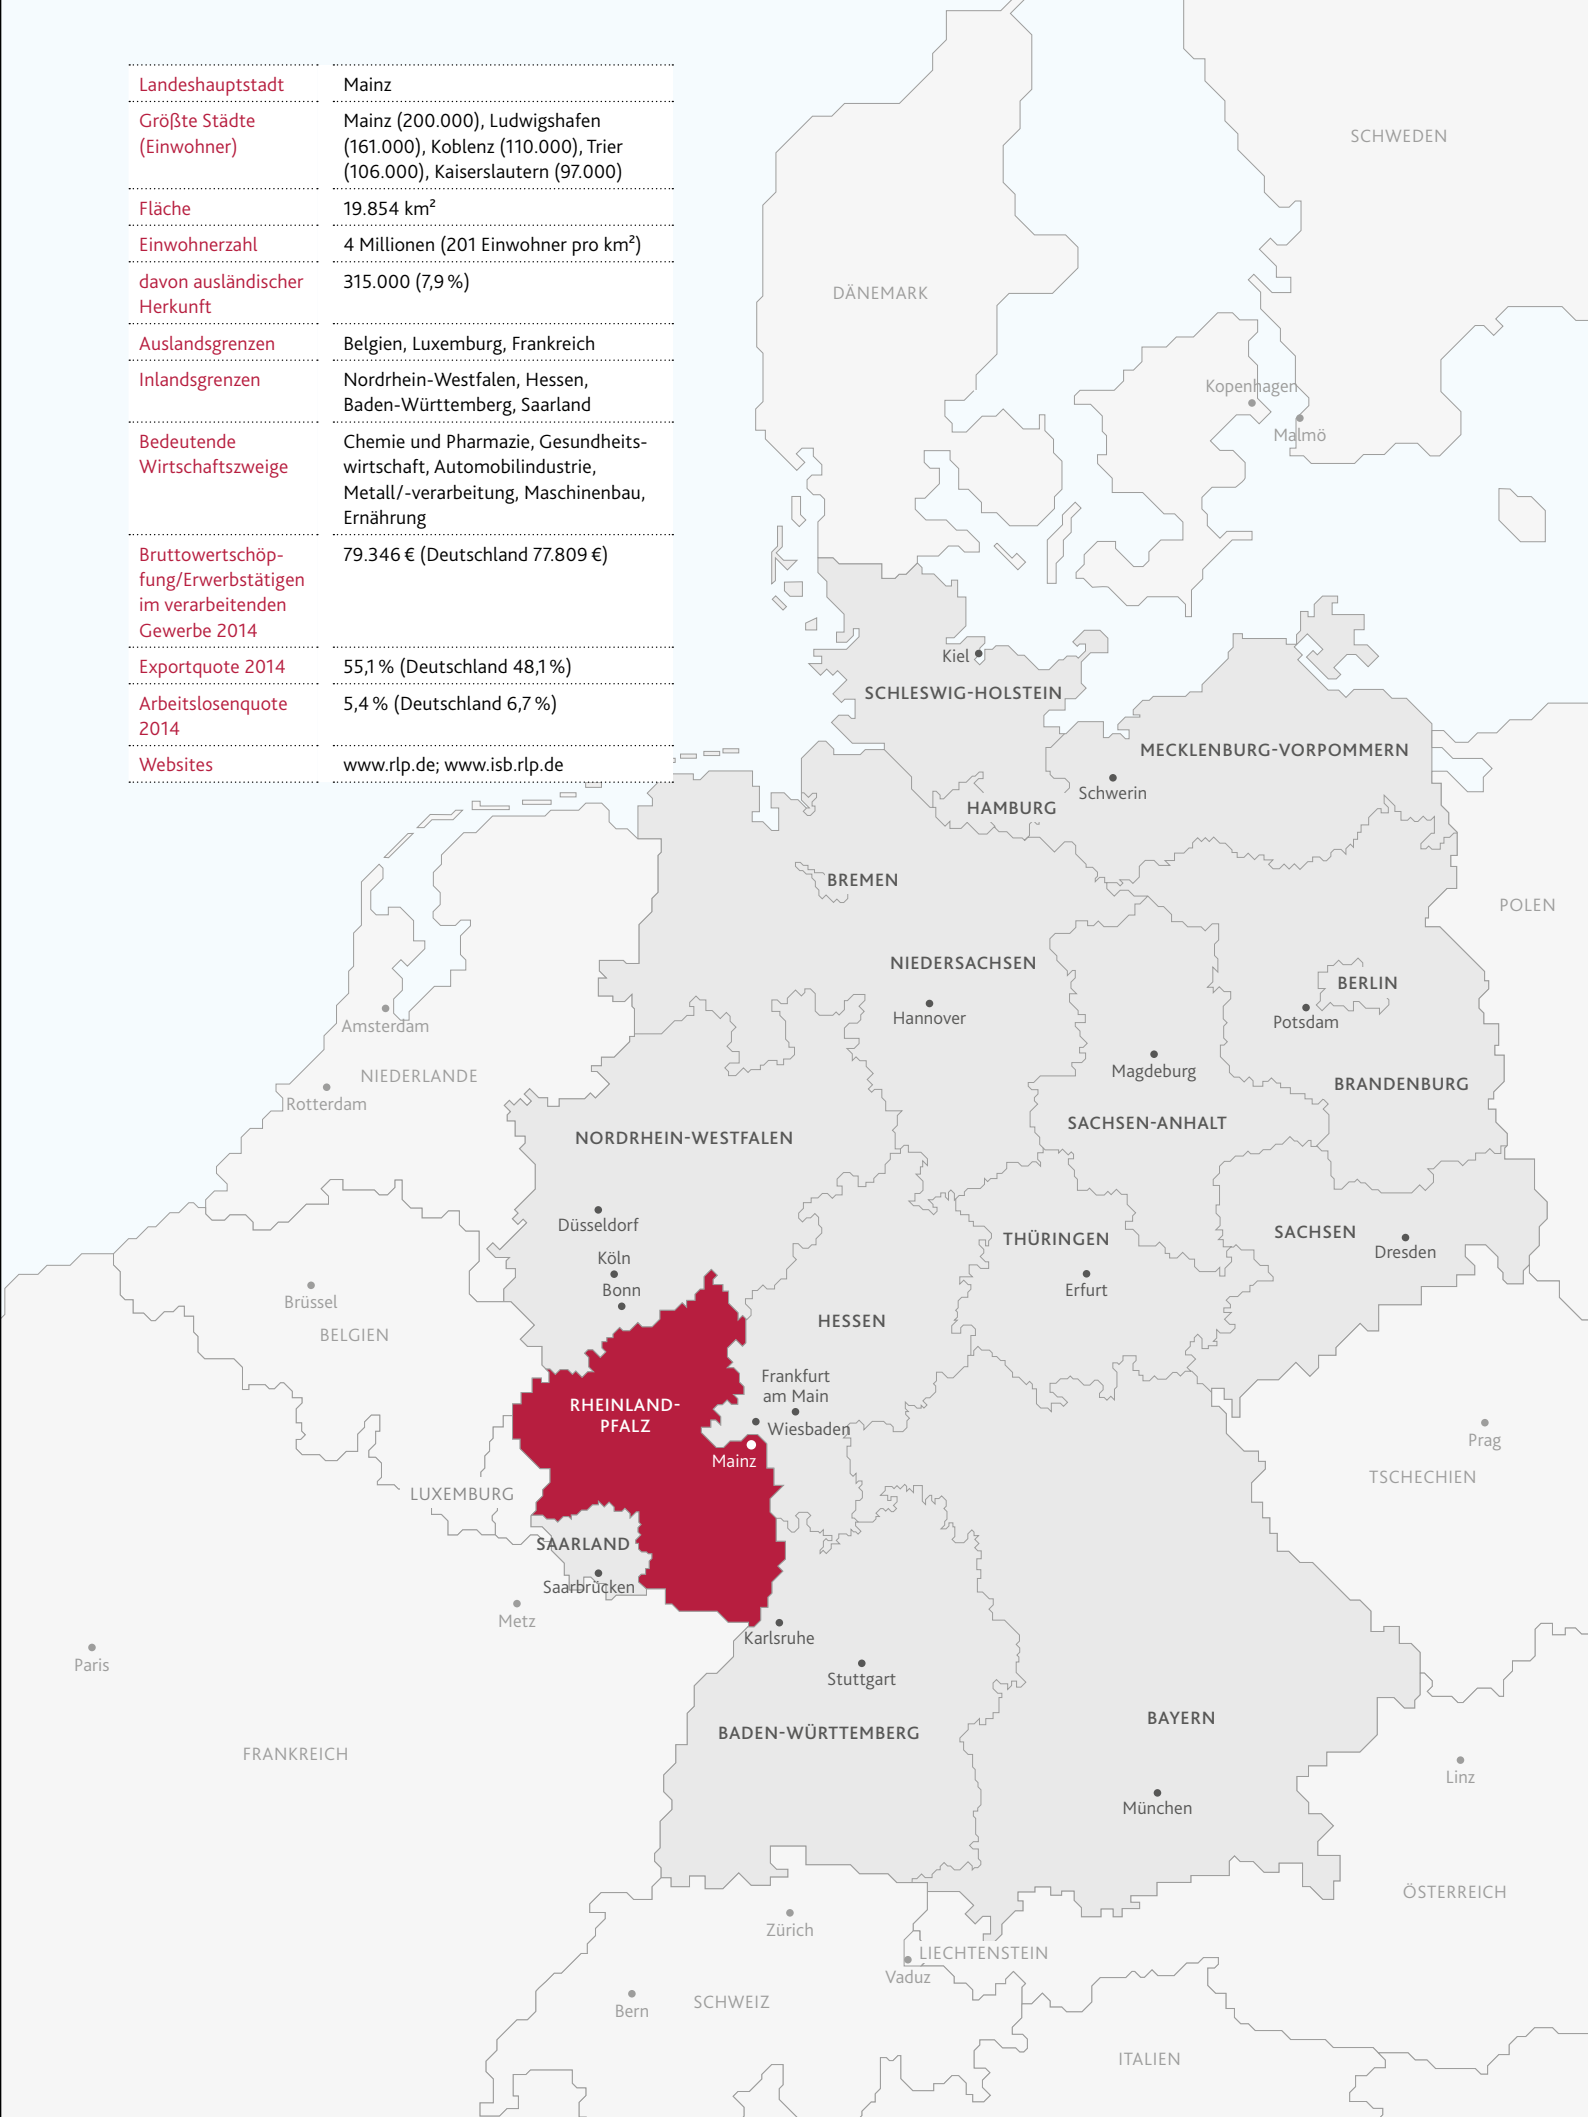 Landeshauptstadt
Mainz
Größte Städte
(Einwohner)
Mainz (200.000), Ludwigshafen
(161.000), Koblenz (110.000), Trier
(106.000), Kaiserslautern (97.000)
Fläche
19.854 km²
Einwohnerzahl
4 Millionen (201 Einwohner pro km²)
davon ausländischer
Herkunft
315.000 (7,9 %)
Auslandsgrenzen
Belgien, Luxemburg, Frankreich
Inlandsgrenzen
Nordrhein-Westfalen, Hessen,
Baden-Württemberg, Saarland
Bedeutende
Wirtschaftszweige
Chemie und Pharmazie, Gesundheits-
wirtschaft, Automobilindustrie,
Metall/-verarbeitung, Maschinenbau,
Ernährung
Bruttowertschöp-
fung/Erwerbstätigen
im verarbeitenden
Gewerbe 2014
79.346 € (Deutschland 77.809 €)
Exportquote 2014
55,1 % (Deutschland 48,1 %)
Arbeitslosenquote
2014
5,4 % (Deutschland 6,7 %)
Websites
www.rlp.de; www.isb.rlp.de
SCHWEDEN
DÄNEMARK
Kopenhagen
Malmö
Kiel
SCHLESWIG-HOLSTEIN
MECKLENBURG-VORPOMMERN
Schwerin
HAMBURG
BREMEN
POLEN
NIEDERSACHSEN
BERLIN
Hannover
Potsdam
Amsterdam
NIEDERLANDE
Magdeburg
BRANDENBURG
Rotterdam
SACHSEN-ANHALT
NORDRHEIN-WESTFALEN
Düsseldorf
THÜRINGEN
SACHSEN
Dresden
Köln
Erfurt
Bonn
Brüssel
BELGIEN
HESSEN
Frankfurt
am Main
RHEINLAND-
PFALZ
Wiesbaden
Mainz
Prag
TSCHECHIEN
LUXEMBURG
SAARLAND
Saarbrücken
Metz
Karlsruhe
Paris
Stuttgart
BAYERN
BADEN-WÜRTTEMBERG
FRANKREICH
Linz
München
ÖSTERREICH
Zürich
LIECHTENSTEIN
Vaduz
SCHWEIZ
Bern
ITALIEN